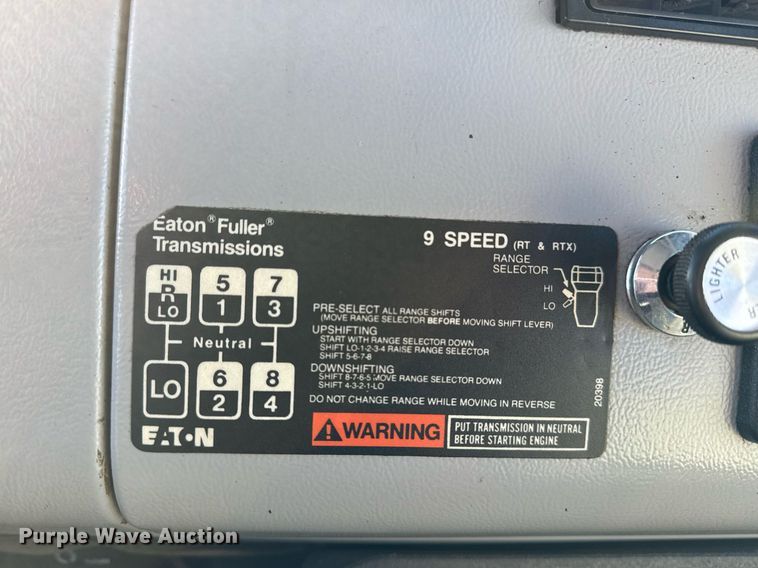 Eaton® Fuller®
Transmissions
9 SPEED (RT & RTX)
RANGE
SELECTOR
HI
LO
HI
R
LO
5
1
7
3
Neutral
LO
6
2
8
4
PRE-SELECT ALL RANGE SHIFTS
(MOVE RANGE SELECTOR BEFORE MOVING SHIFT LEVER)
UPSHIFTING
START WITH RANGE SELECTOR DOWN
SHIFT LO-1-2-3-4 RAISE RANGE SELECTOR
SHIFT 5-6-7-8
DOWNSHIFTING
SHIFT 8-7-6-5 MOVE RANGE SELECTOR DOWN
SHIFT 4-3-2-1-LO
DO NOT CHANGE RANGE WHILE MOVING IN REVERSE
20398
EATON
WARNING
PUT TRANSMISSION IN NEUTRAL
BEFORE STARTING ENGINE
LIGHTER
Purple Wave Auction